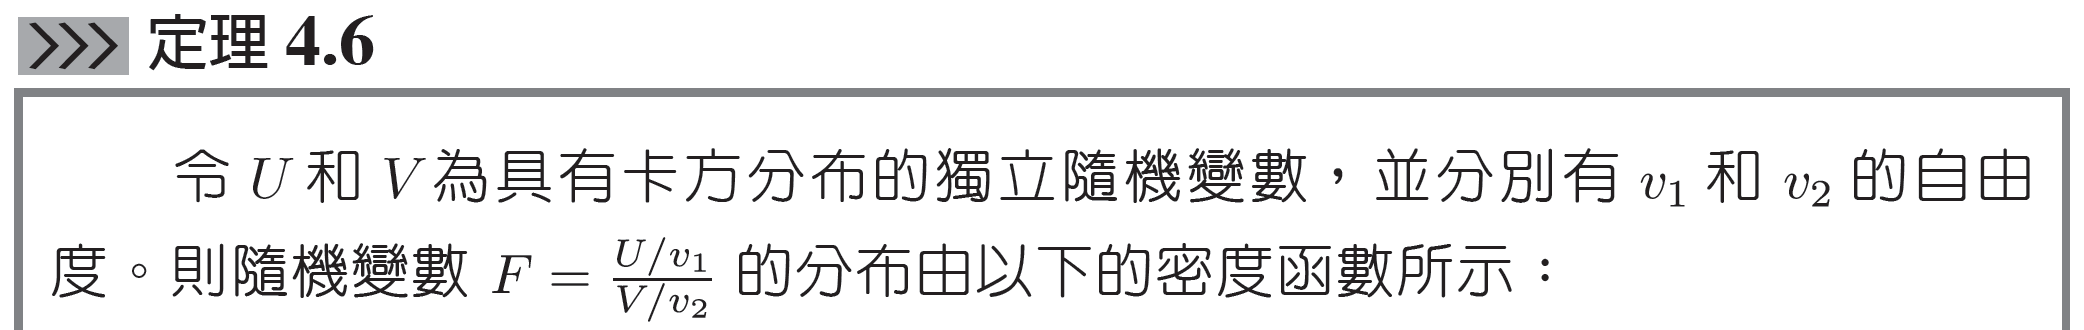 >>> 定理 4.6
令 U 和 V 為具有卡方分布的獨立隨機變數，並分別有 v₁ 和 v₂ 的自由
度。則隨機變數 F = \frac{U/v₁}{V/v₂} 的分布由以下的密度函數所示：